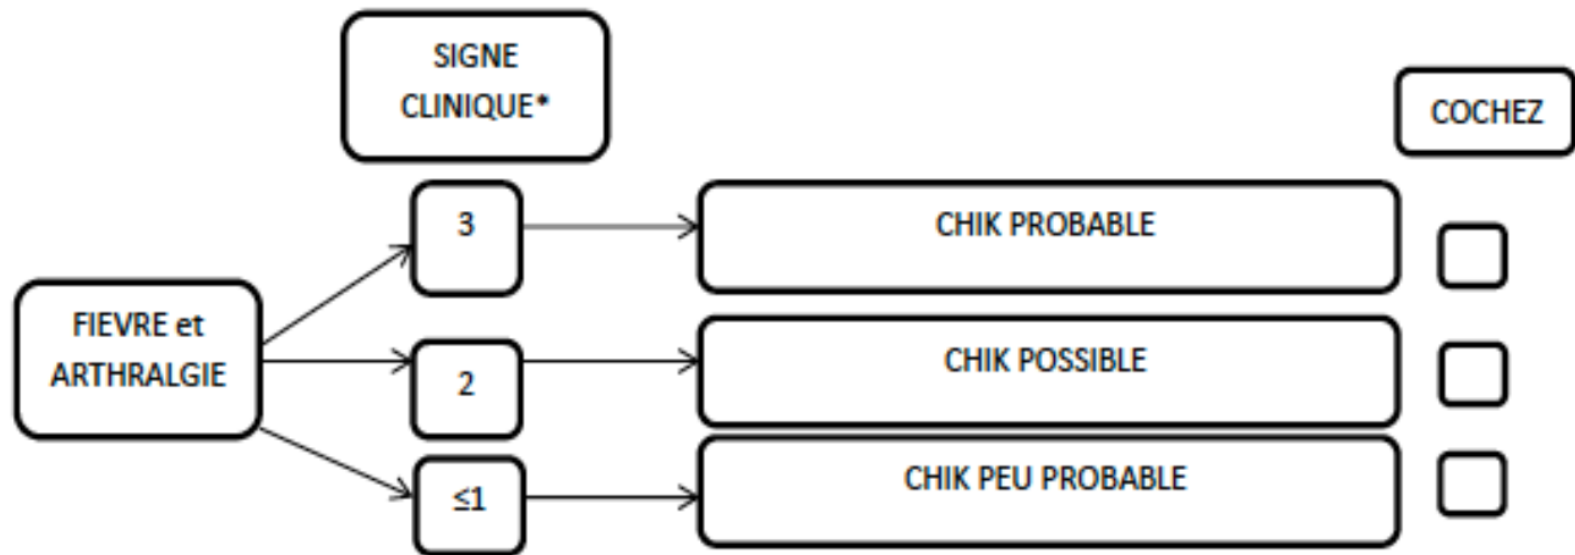 SIGNE
CLINIQUE*
COCHEZ
3
CHIK PROBABLE
FIEVRE et
ARTHRALGIE
2
CHIK POSSIBLE
≤1
CHIK PEU PROBABLE